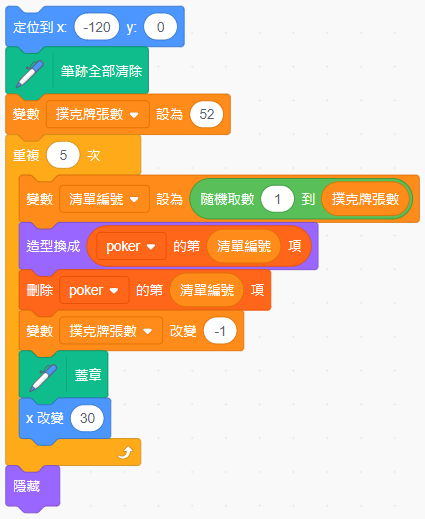 定位到 x: -120 y: 0
筆跡全部清除
變數 撲克牌張數 設為 52
重複 5 次
變數 清單編號 設為 隨機取數 1 到 撲克牌張數
造型換成 poker 的第 清單編號 項
刪除 poker 的第 清單編號 項
變數 撲克牌張數 改變 -1
蓋章
x 改變 30
隱藏